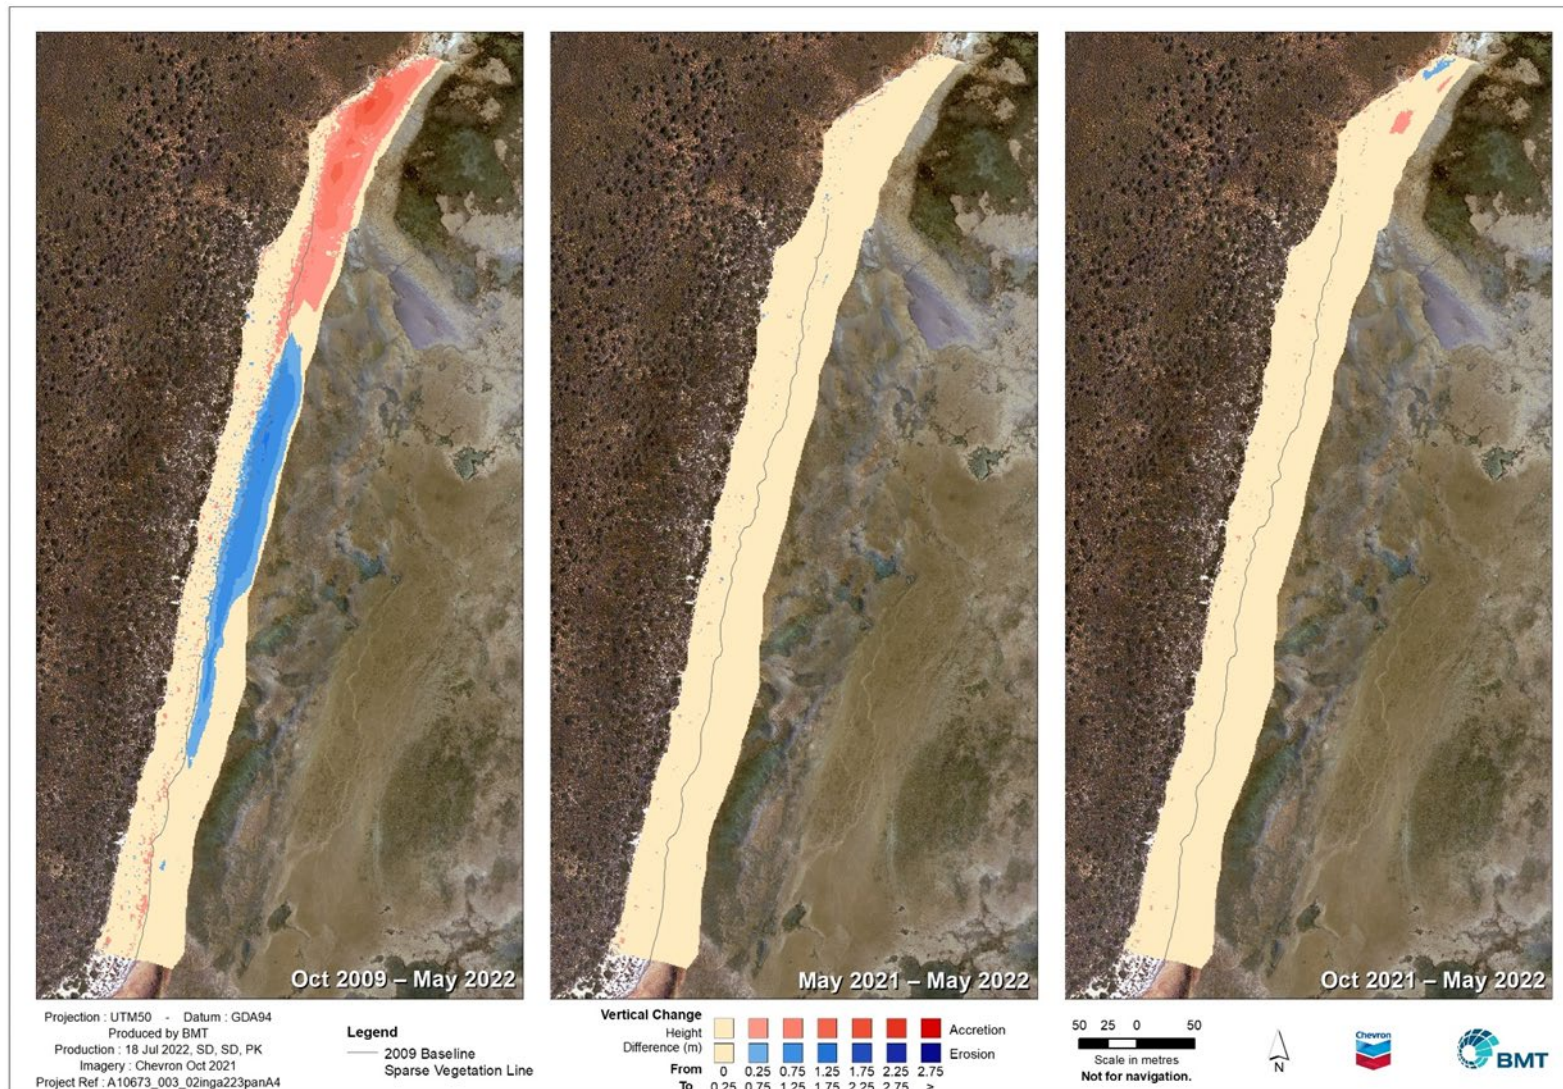 Oct 2009 – May 2022
May 2021 – May 2022
Oct 2021 – May 2022
Projection : UTM50 - Datum : GDA94
Produced by BMT
Production : 18 Jul 2022, SD, SD, PK
Imagery : Chevron Oct 2021
Project Ref : A10673_003_02inga223panA4
Legend
2009 Baseline
Sparse Vegetation Line
Vertical Change
Height
Difference (m)
Accretion
Erosion
From 0 0.25 0.75 1.25 1.75 2.25 2.75
To 0.25 0.75 1.25 1.75 2.25 2.75 >
50 25 0 50
Scale in metres
Not for navigation.
N
Chevron
BMT